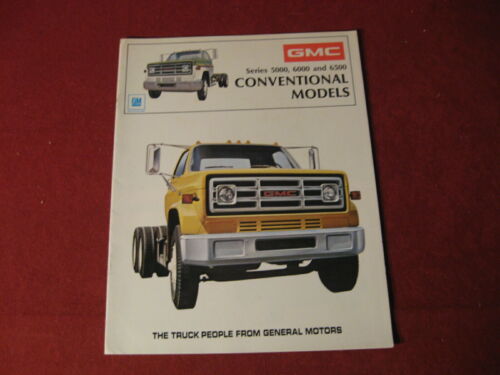 GMC
Series 5000, 6000 and 6500
CONVENTIONAL
MODELS
GM
GMC
THE TRUCK PEOPLE FROM GENERAL MOTORS